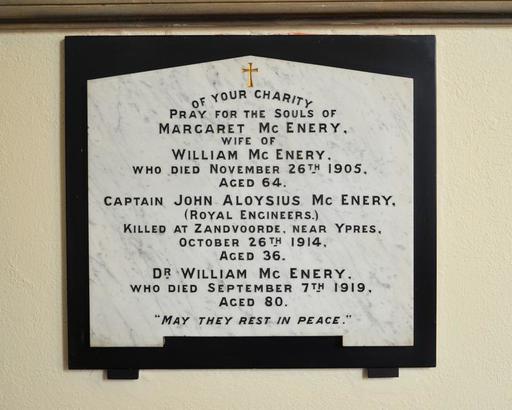 OF YOUR CHARITY
PRAY FOR THE SOULS OF
MARGARET MC ENERY,
WIFE OF
WILLIAM MC ENERY,
WHO DIED NOVEMBER 26TH 1905,
AGED 64.
CAPTAIN JOHN ALOYSIUS MC ENERY,
(ROYAL ENGINEERS.)
KILLED AT ZANDVOORDE, NEAR YPRES,
OCTOBER 26TH 1914,
AGED 36.
DR WILLIAM MC ENERY,
WHO DIED SEPTEMBER 7TH 1919,
AGED 80.
"MAY THEY REST IN PEACE."